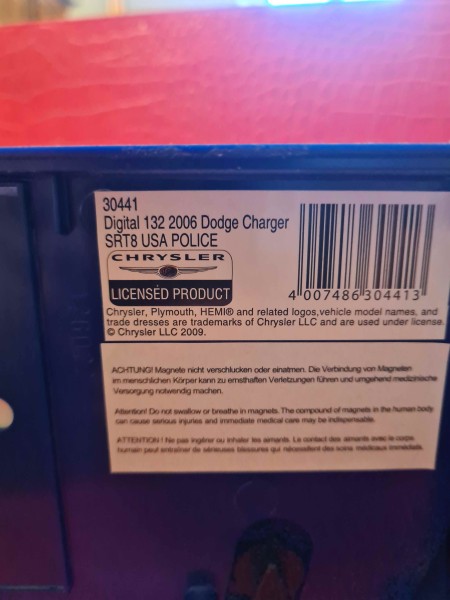 30441
Digital 132 2006 Dodge Charger
SRT8 USA POLICE
CHRYSLER
LICENSED PRODUCT
4 007486 304413
Chrysler, Plymouth, HEMI® and related logos,vehicle model names, and
trade dresses are trademarks of Chrysler LLC and are used under license.
© Chrysler LLC 2009.
ACHTUNG! Magnete nicht verschlucken oder einatmen. Die Verbindung von Magneten
im menschlichen Körper kann zu ernsthaften Verletzungen führen und umgehend medizinische
Versorgung notwendig machen.
Attention! Do not swallow or breathe in magnets. The compound of magnets in the human body
can cause serious injuries and immediate medical care may be indispensable.
ATTENTION ! Ne pas ingérer ou inhaler les aimants. Le contact des aimants avec le corps
humain peut entraîner de sérieuses blessures qui nécessitent des soins médicaux immédiats.